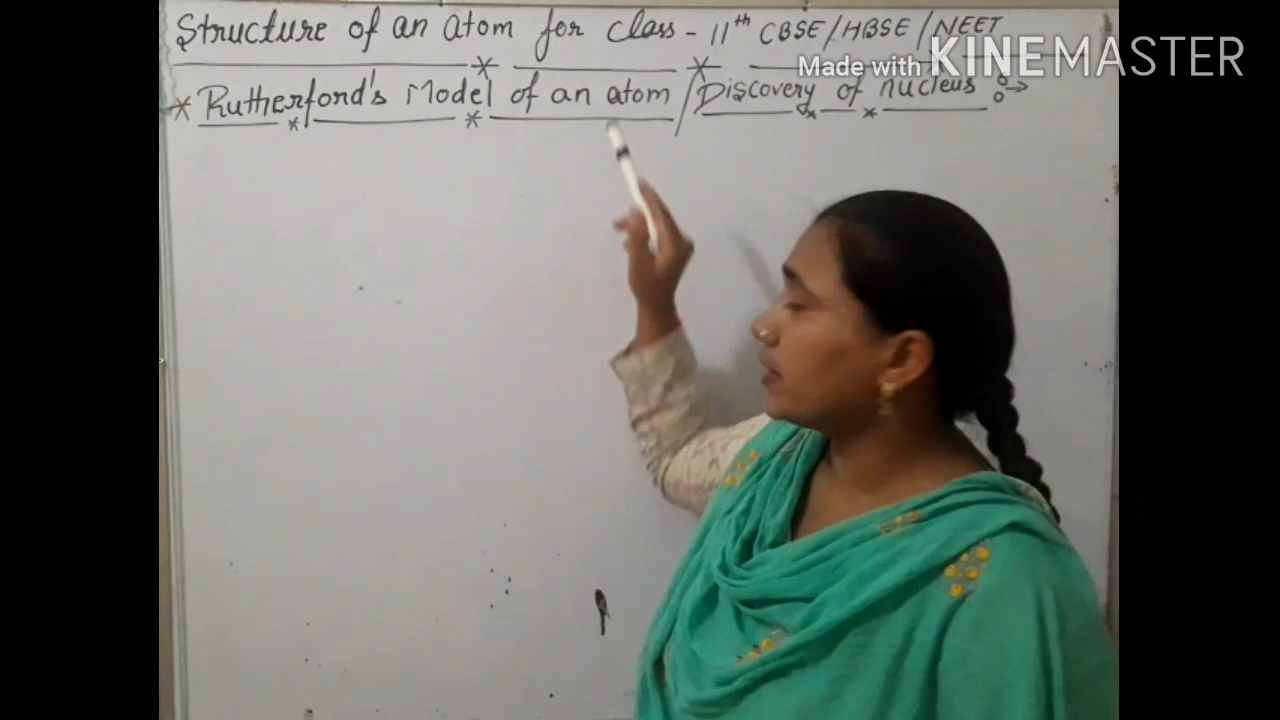 Structure of an atom for class - 11th CBSE/HBSE/NEET
Made with KINEMASTER
* Rutherford's Model of an atom / Discovery of nucleus :→